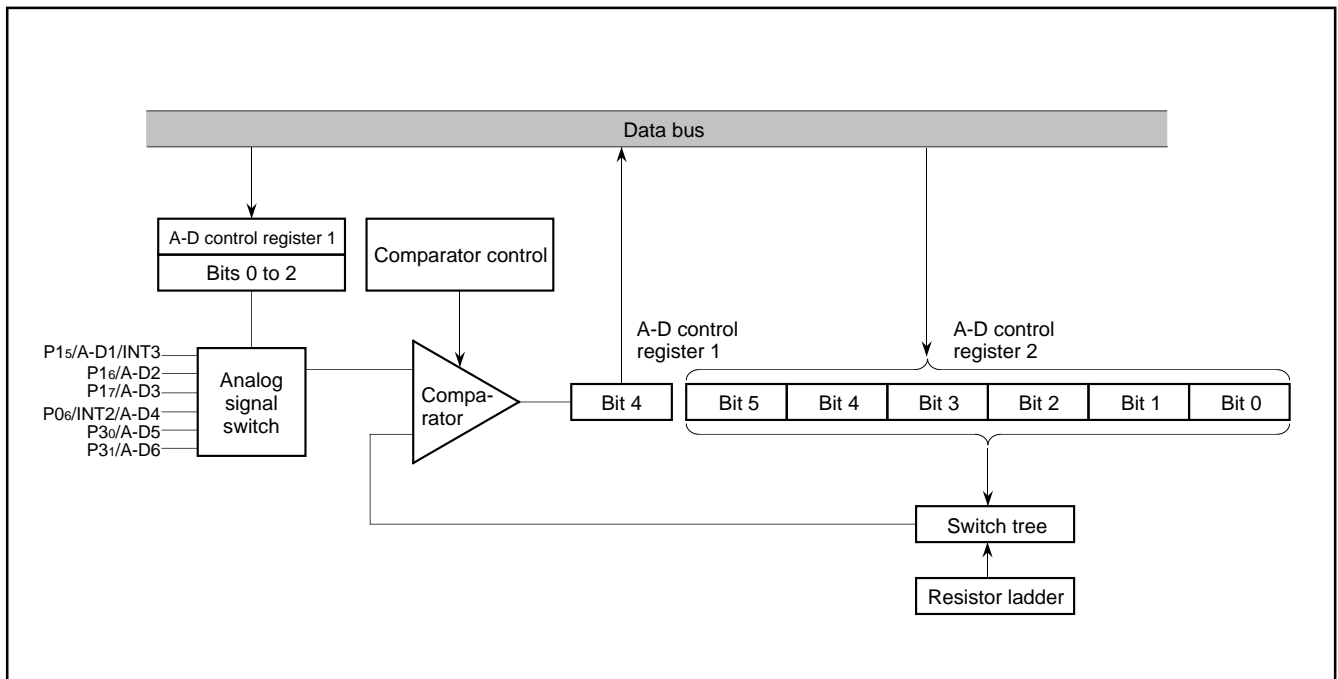 Data bus
A-D control register 1
Bits 0 to 2
Comparator control
A-D control
register 1
A-D control
register 2
P15/A-D1/INT3
P16/A-D2
P17/A-D3
P06/INT2/A-D4
P30/A-D5
P31/A-D6
Analog
signal
switch
Compa-
rator
Bit 4
Bit 5
Bit 4
Bit 3
Bit 2
Bit 1
Bit 0
Switch tree
Resistor ladder